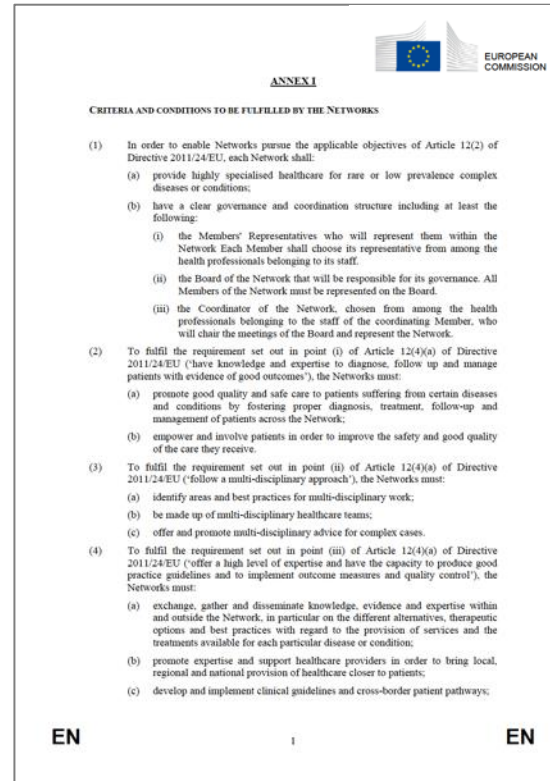 EUROPEAN
COMMISSION
ANNEX I
CRITERIA AND CONDITIONS TO BE FULFILLED BY THE NETWORKS
(1) In order to enable Networks pursue the applicable objectives of Article 12(2) of
Directive 2011/24/EU, each Network shall:
(a) provide highly specialised healthcare for rare or low prevalence complex
diseases or conditions;
(b) have a clear governance and coordination structure including at least the
following:
(i) the Members' Representatives who will represent them within the
Network Each Member shall choose its representative from among the
health professionals belonging to its staff.
(ii) the Board of the Network that will be responsible for its governance. All
Members of the Network must be represented on the Board.
(iii) the Coordinator of the Network, chosen from among the health
professionals belonging to the staff of the coordinating Member, who
will chair the meetings of the Board and represent the Network.
(2) To fulfil the requirement set out in point (i) of Article 12(4)(a) of Directive
2011/24/EU ('have knowledge and expertise to diagnose, follow up and manage
patients with evidence of good outcomes'), the Networks must:
(a) promote good quality and safe care to patients suffering from certain diseases
and conditions by fostering proper diagnosis, treatment, follow-up and
management of patients across the Network;
(b) empower and involve patients in order to improve the safety and good quality
of the care they receive.
(3) To fulfil the requirement set out in point (ii) of Article 12(4)(a) of Directive
2011/24/EU ('follow a multi-disciplinary approach'), the Networks must:
(a) identify areas and best practices for multi-disciplinary work;
(b) be made up of multi-disciplinary healthcare teams;
(c) offer and promote multi-disciplinary advice for complex cases.
(4) To fulfil the requirement set out in point (iii) of Article 12(4)(a) of Directive
2011/24/EU ('offer a high level of expertise and have the capacity to produce good
practice guidelines and to implement outcome measures and quality control'), the
Networks must:
(a) exchange, gather and disseminate knowledge, evidence and expertise within
and outside the Network, in particular on the different alternatives, therapeutic
options and best practices with regard to the provision of services and the
treatments available for each particular disease or condition;
(b) promote expertise and support healthcare providers in order to bring local,
regional and national provision of healthcare closer to patients;
(c) develop and implement clinical guidelines and cross-border patient pathways;
EN 1 EN